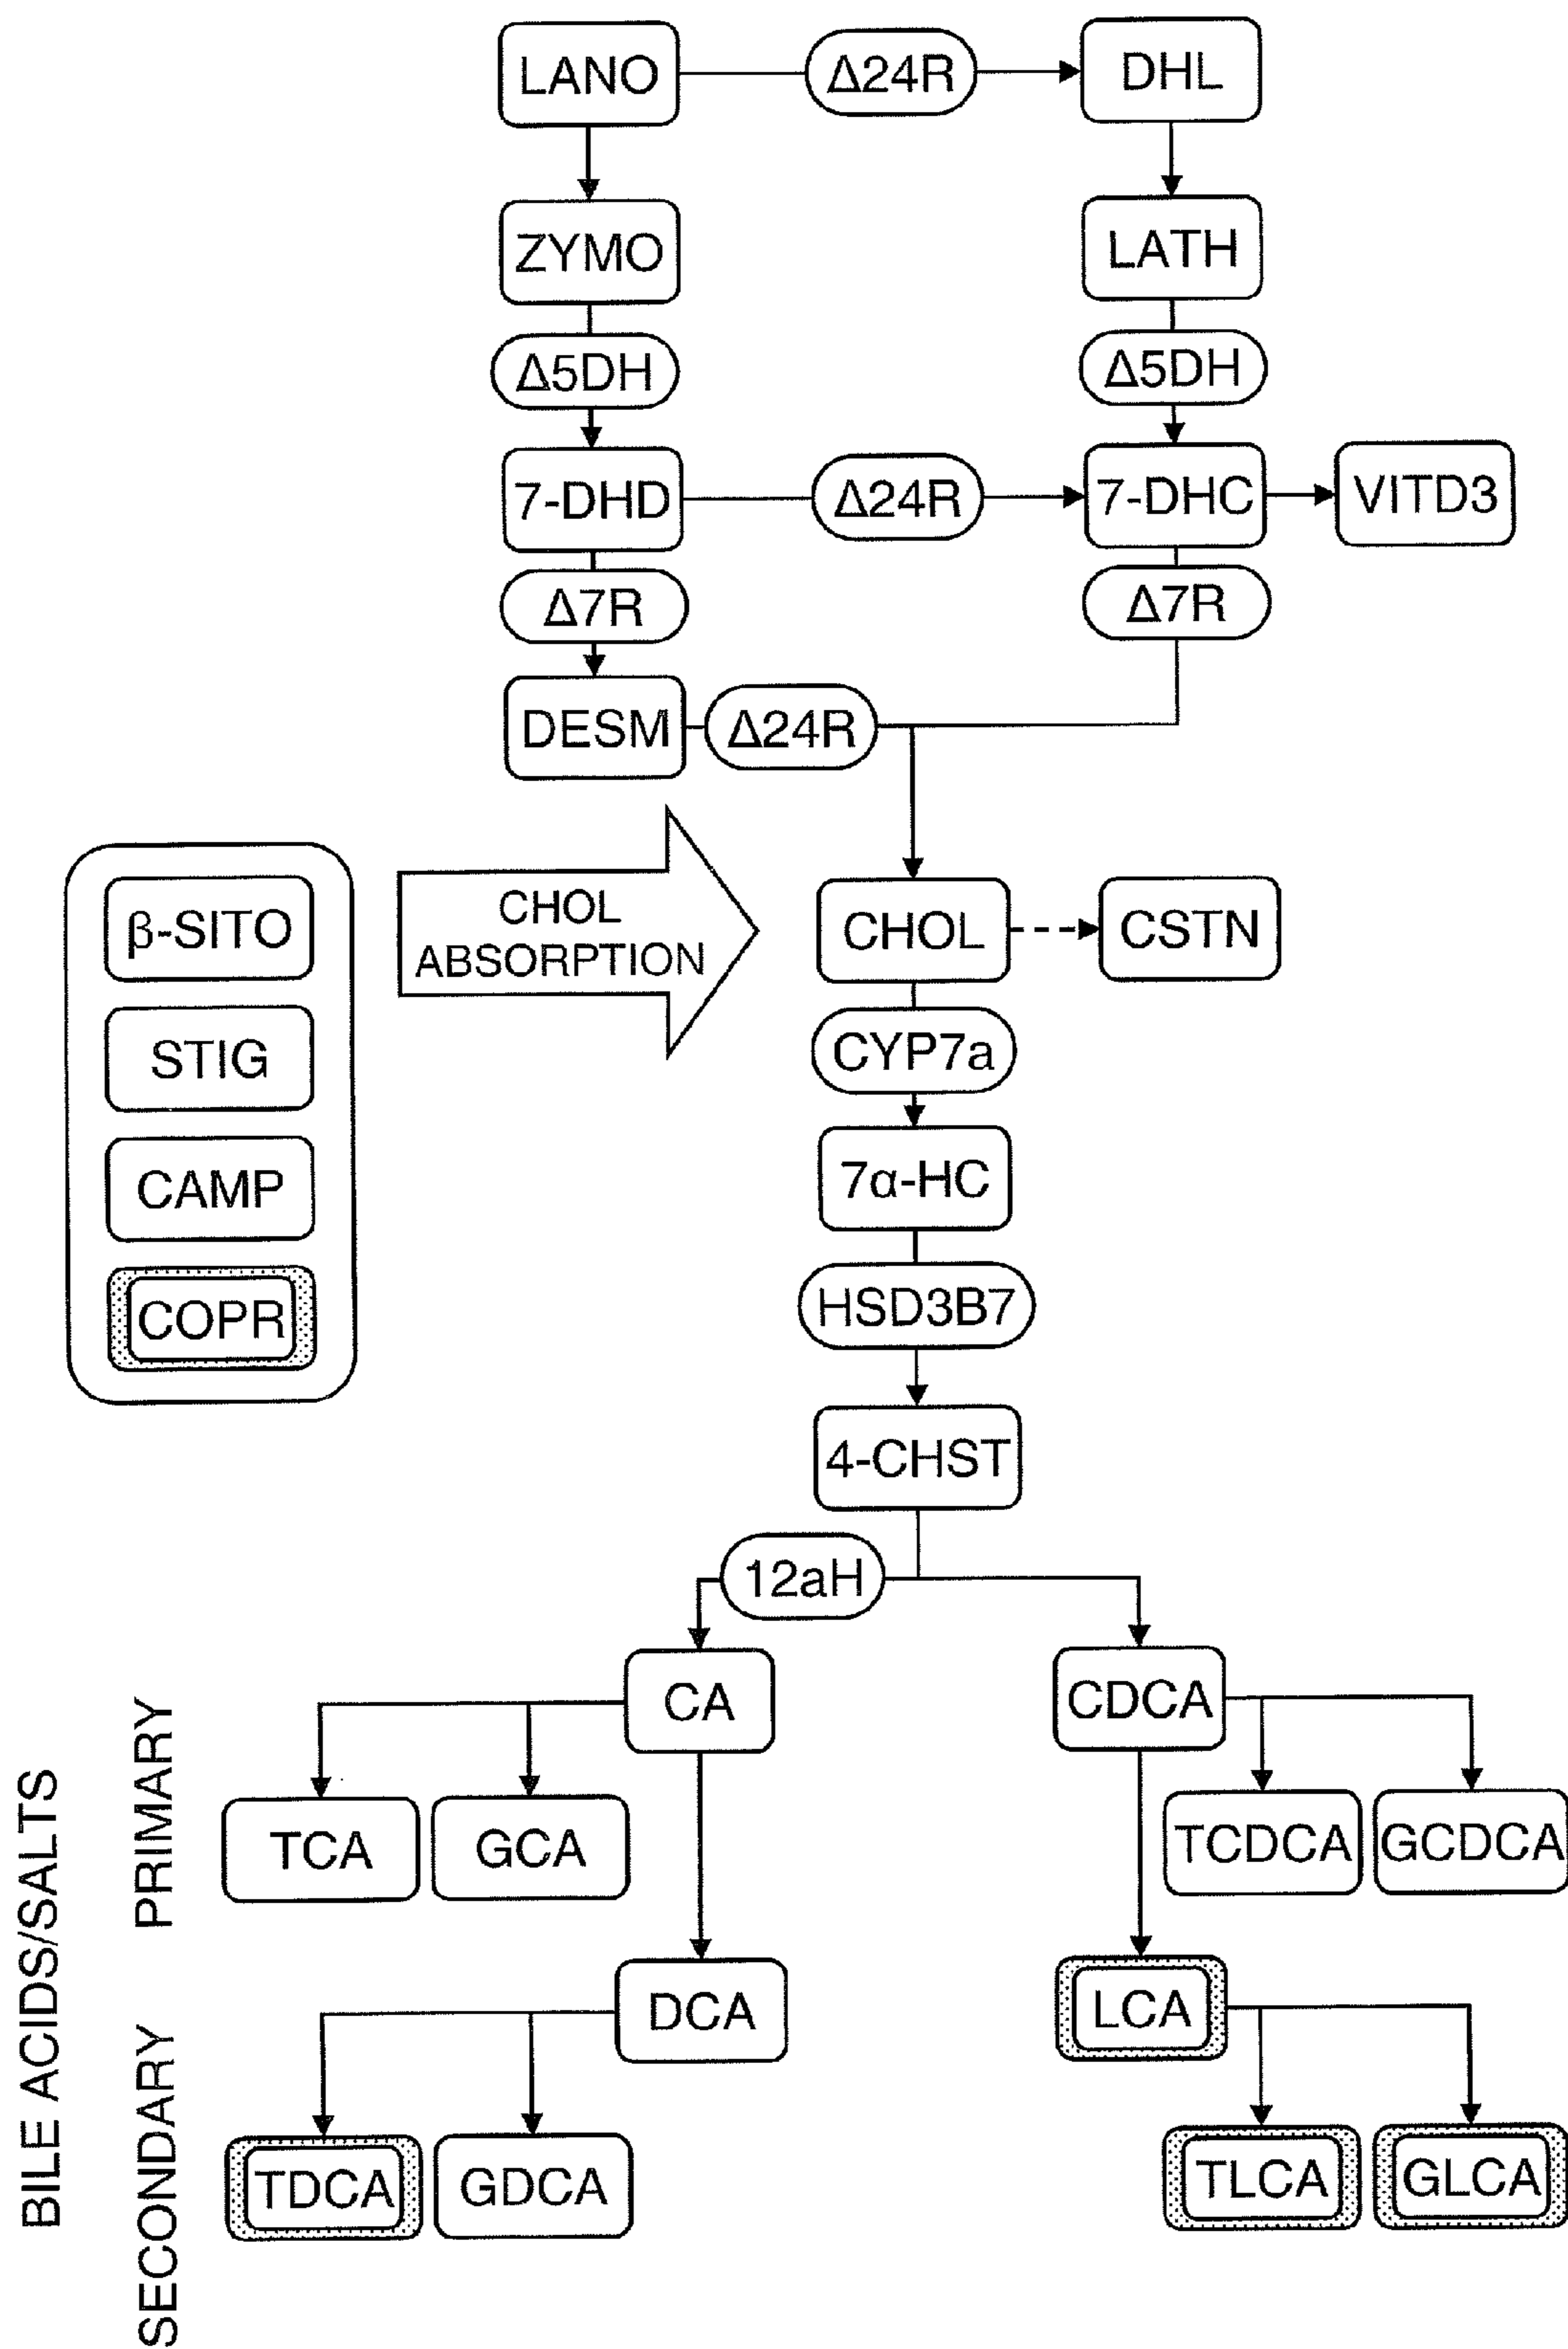 LANO
Δ24R
DHL
ZYMO
LATH
Δ5DH
Δ5DH
7-DHD
Δ24R
7-DHC
VITD3
Δ7R
Δ7R
DESM
Δ24R
β-SITO
STIG
CAMP
COPR
CHOL
ABSORPTION
CHOL
CSTN
CYP7a
7α-HC
HSD3B7
4-CHST
12aH
CA
CDCA
BILE ACIDS/SALTS
PRIMARY
TCA
GCA
TCDCA
GCDCA
SECONDARY
DCA
LCA
TDCA
GDCA
TLCA
GLCA